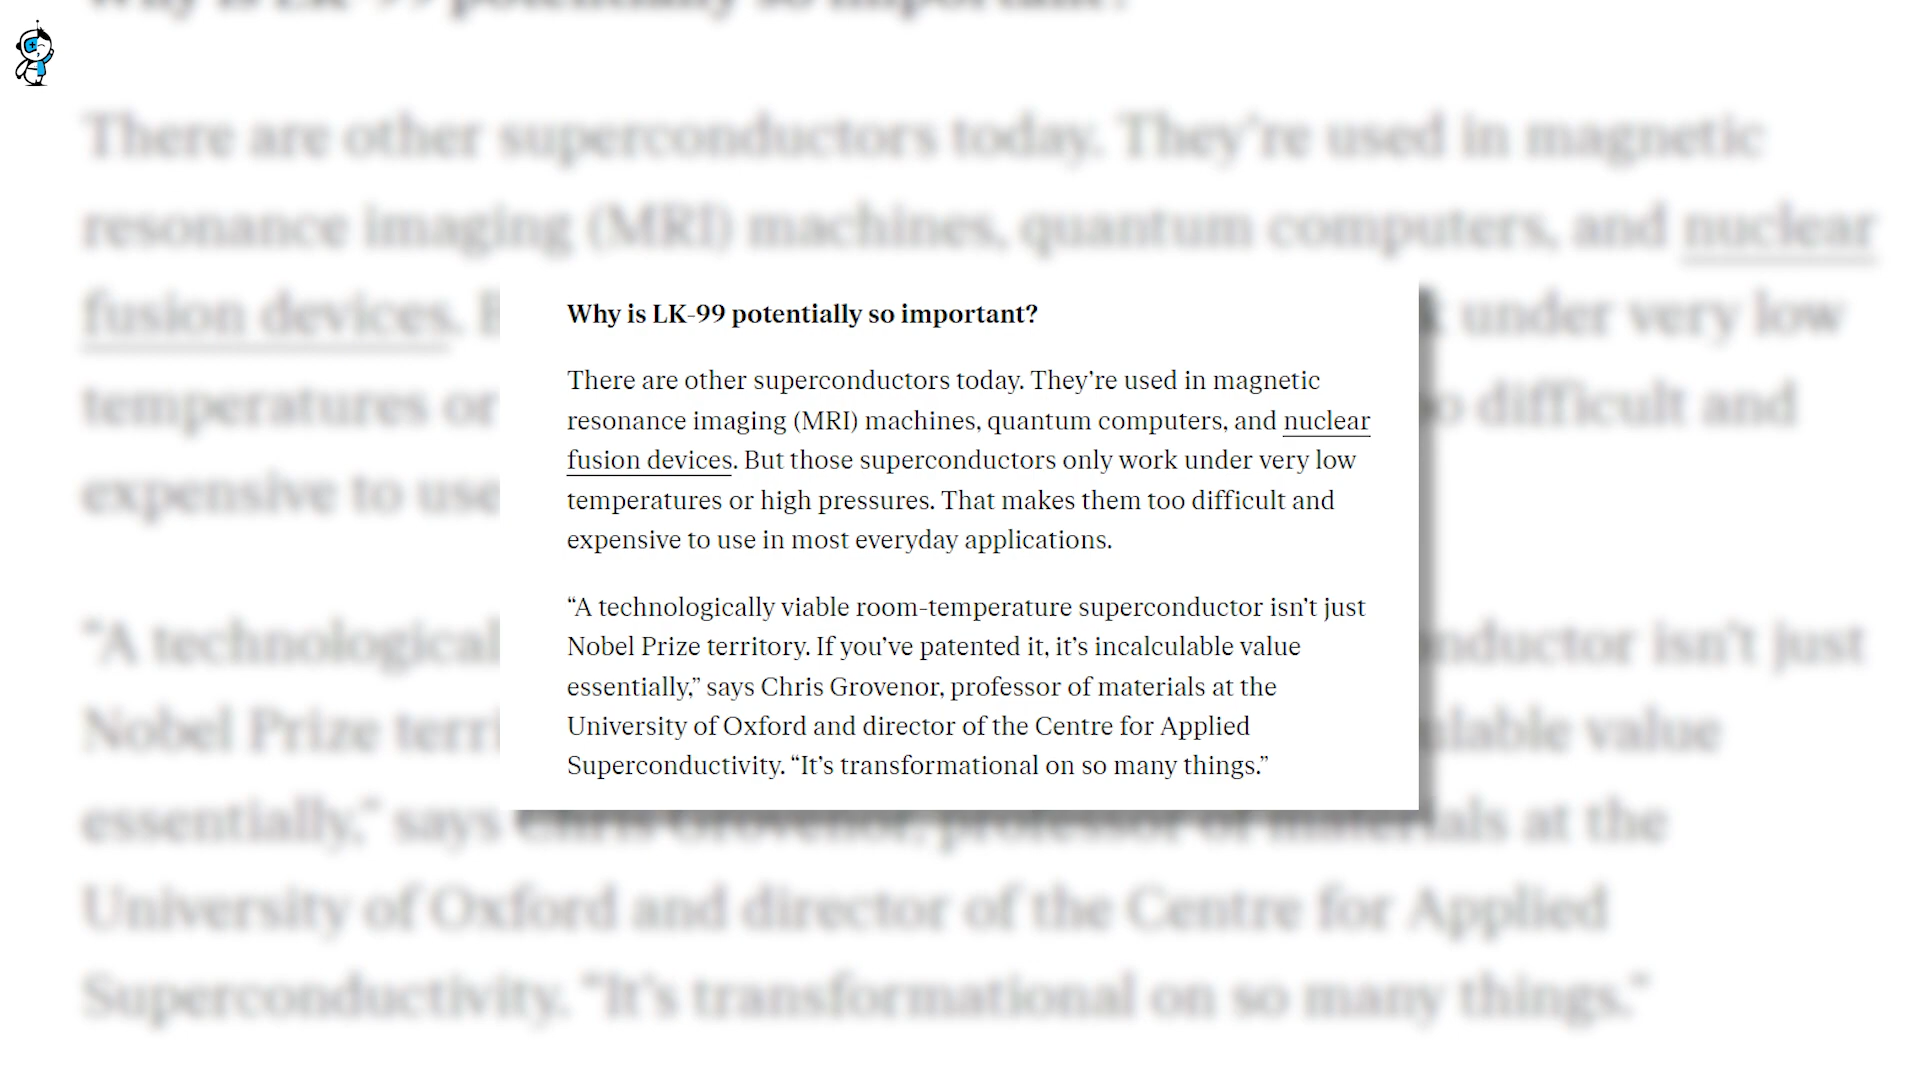 Why is LK-99 potentially so important?
There are other superconductors today. They're used in magnetic
resonance imaging (MRI) machines, quantum computers, and nuclear
fusion devices. But those superconductors only work under very low
temperatures or high pressures. That makes them too difficult and
expensive to use in most everyday applications.
“A technologically viable room-temperature superconductor isn’t just
Nobel Prize territory. If you’ve patented it, it’s incalculable value
essentially,” says Chris Grovenor, professor of materials at the
University of Oxford and director of the Centre for Applied
Superconductivity. “It’s transformational on so many things.”